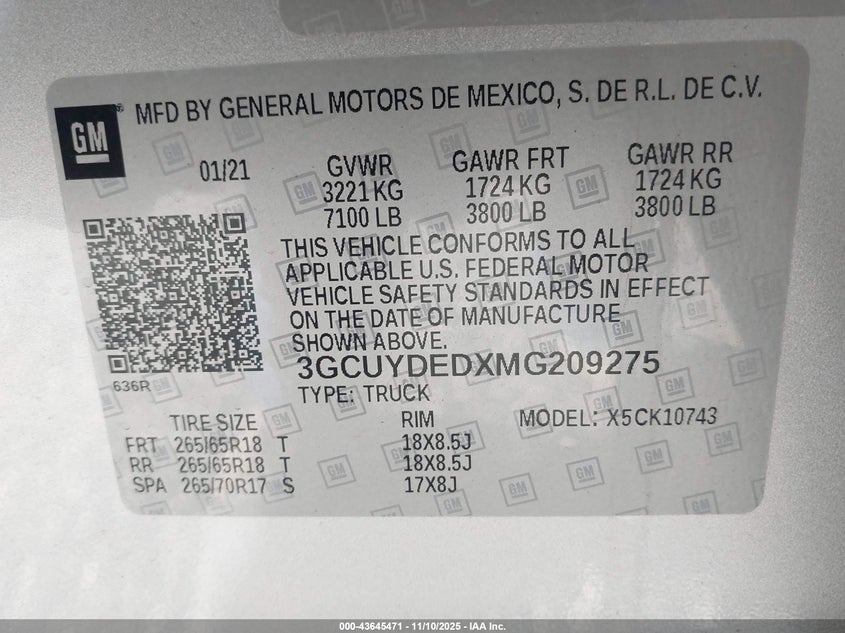 GM
MFD BY GENERAL MOTORS DE MEXICO, S. DE R.L. DE C.V.
01/21 GVWR GAWR FRT GAWR RR
3221 KG 1724 KG 1724 KG
7100 LB 3800 LB 3800 LB
THIS VEHICLE CONFORMS TO ALL
APPLICABLE U.S. FEDERAL MOTOR
VEHICLE SAFETY STANDARDS IN EFFECT
ON THE DATE OF MANUFACTURE
SHOWN ABOVE.
3GCUYDEDXMG209275
636R
TYPE: TRUCK
TIRE SIZE RIM MODEL: X5CK10743
FRT 265/65R18 T 18X8.5J
RR 265/65R18 T 18X8.5J
SPA 265/70R17 S 17X8J
000-43645471 - 11/10/2025 - IAA Inc.